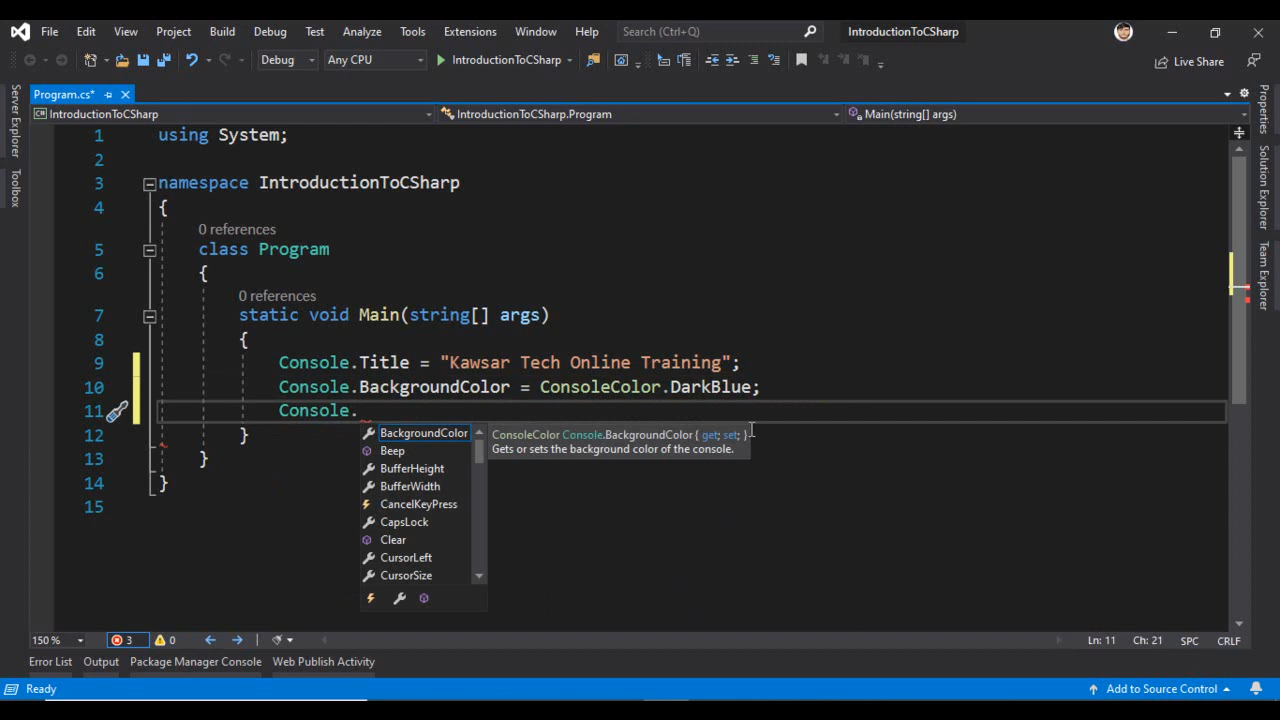 File Edit View Project Build Debug Test Analyze Tools Extensions Window Help Search (Ctrl+Q) IntroductionToCSharp
Debug Any CPU IntroductionToCSharp Live Share
Program.cs*
IntroductionToCSharp IntroductionToCSharp.Program Main(string[] args)
Server Explorer
Toolbox
Properties
Solution Explorer
Team Explorer
1 using System;
2
3 namespace IntroductionToCSharp
4 {
0 references
5 class Program
6 {
0 references
7 static void Main(string[] args)
8 {
9 Console.Title = "Kawsar Tech Online Training";
10 Console.BackgroundColor = ConsoleColor.DarkBlue;
11 Console.
12 }
13 }
14 }
15
BackgroundColor
Beep
BufferHeight
BufferWidth
CancelKeyPress
CapsLock
Clear
CursorLeft
CursorSize
ConsoleColor Console.BackgroundColor { get; set; }
Gets or sets the background color of the console.
150 % 3 0 Ln: 11 Ch: 21 SPC CRLF
Error List Output Package Manager Console Web Publish Activity
Ready Add to Source Control